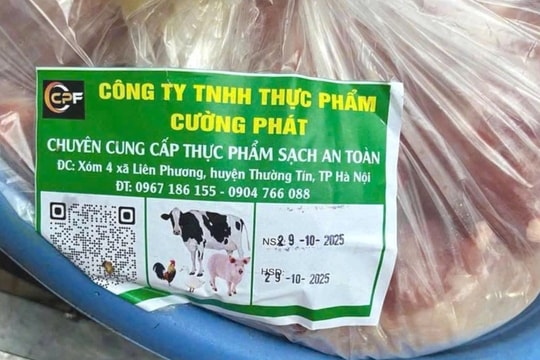 CPF
CÔNG TY TNHH THỰC PHẨM
CƯỜNG PHÁT
CHUYÊN CUNG CẤP THỰC PHẨM SẠCH AN TOÀN
ĐC: Xóm 4 xã Liên Phương, huyện Thường Tín, TP Hà Nội
ĐT: 0967 186 155 - 0904 766 088
NSX: 29 -10- 2025
HSD:
29 -10- 2025